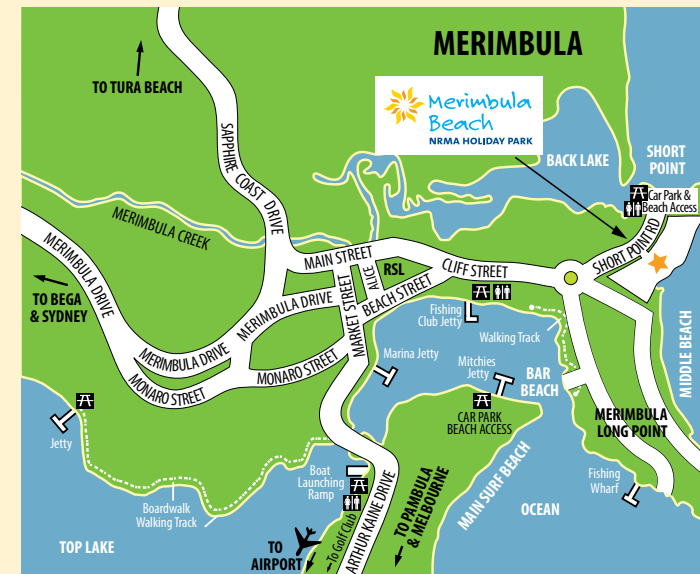 MERIMBULA
TO TURA BEACH
Merimbula
Beach
NRMA HOLIDAY PARK
BACK LAKE
SHORT
POINT
Car Park &
Beach Access
SAPPHIRE COAST DRIVE
MERIMBULA CREEK
MERIMBULA DRIVE
TO BEGA
& SYDNEY
MAIN STREET
ALICE
RSL
CLIFF STREET
SHORT POINT RD
MERIMBULA DRIVE
MARKET STREET
BEACH STREET
MERIMBULA DRIVE
MONARO STREET
MONARO STREET
Fishing
Club Jetty
Walking Track
Marina Jetty
Mitchies
Jetty
BAR
BEACH
MIDDLE BEACH
CAR PARK
BEACH ACCESS
MERIMBULA
LONG POINT
Jetty
Boardwalk
Walking Track
Boat
Launching
Ramp
MAIN SURF BEACH
Fishing
Wharf
OCEAN
TOP LAKE
TO
AIRPORT
To Golf Club
ARTHUR KAINE DRIVE
TO PAMBULA
& MELBOURNE